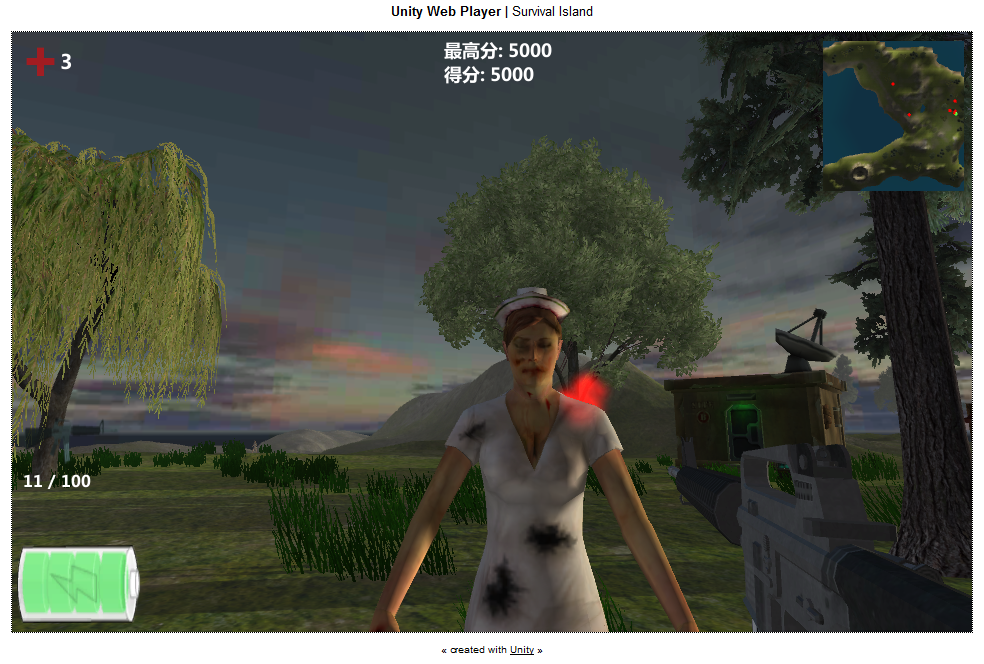 Unity Web Player | Survival Island
3
最高分: 5000
得分: 5000
11 / 100
« created with Unity »